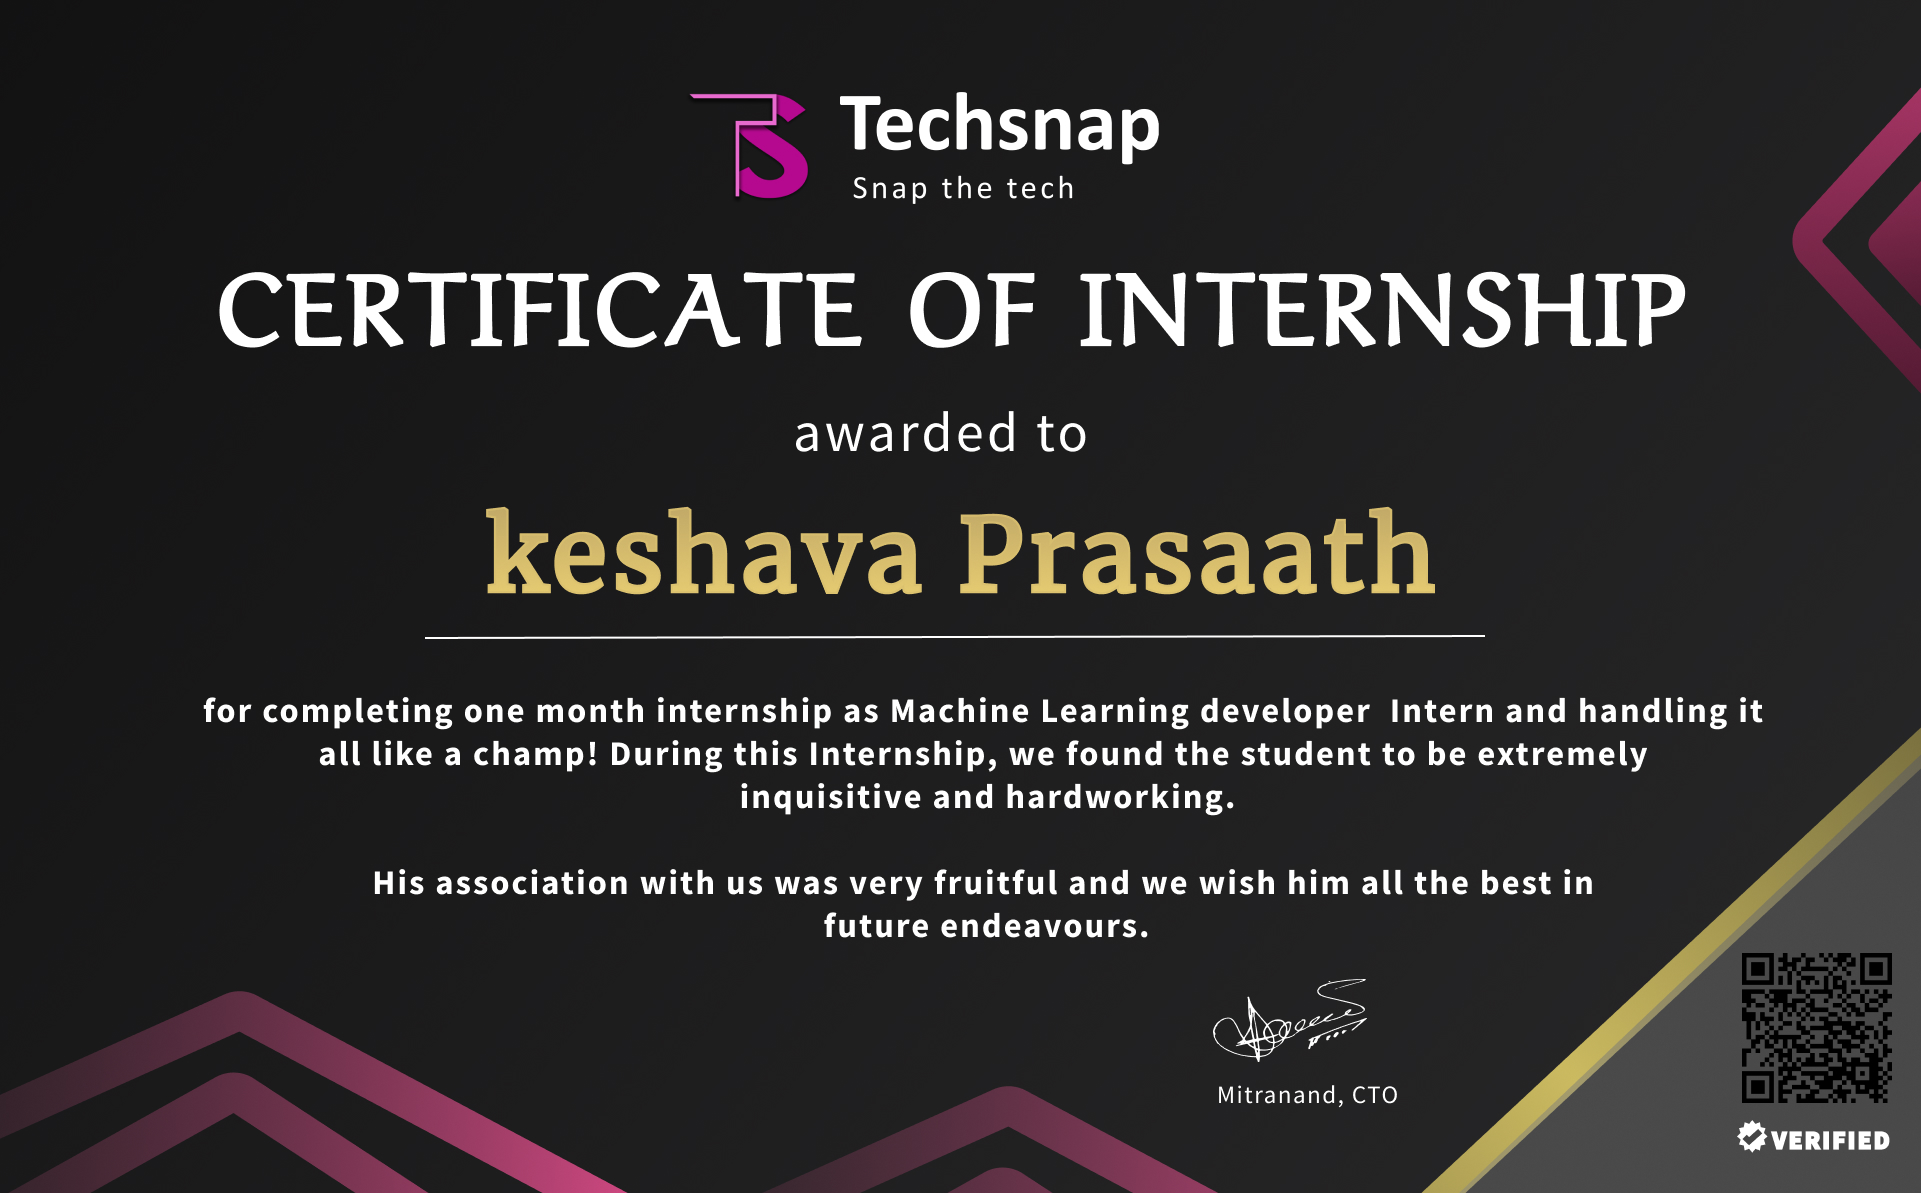 Techsnap
Snap the tech
CERTIFICATE OF INTERNSHIP
awarded to
keshava Prasaath
for completing one month internship as Machine Learning developer Intern and handling it
all like a champ! During this Internship, we found the student to be extremely
inquisitive and hardworking.
His association with us was very fruitful and we wish him all the best in
future endeavours.
Mitranand, CTO
VERIFIED